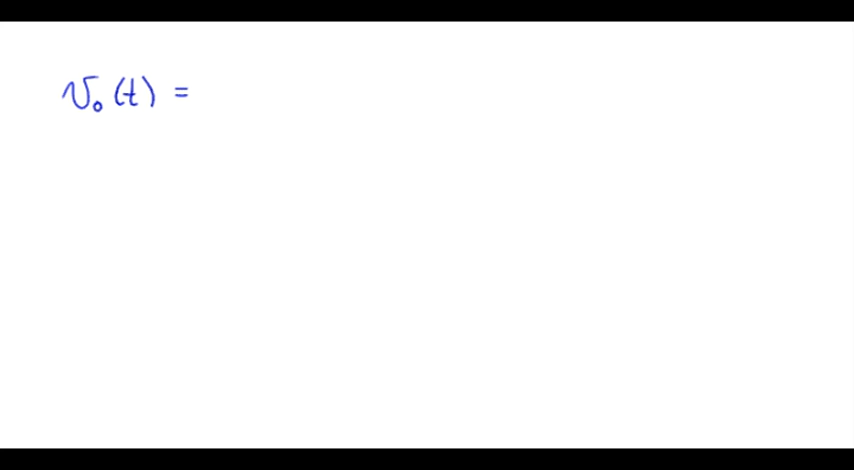 v₀(t) =